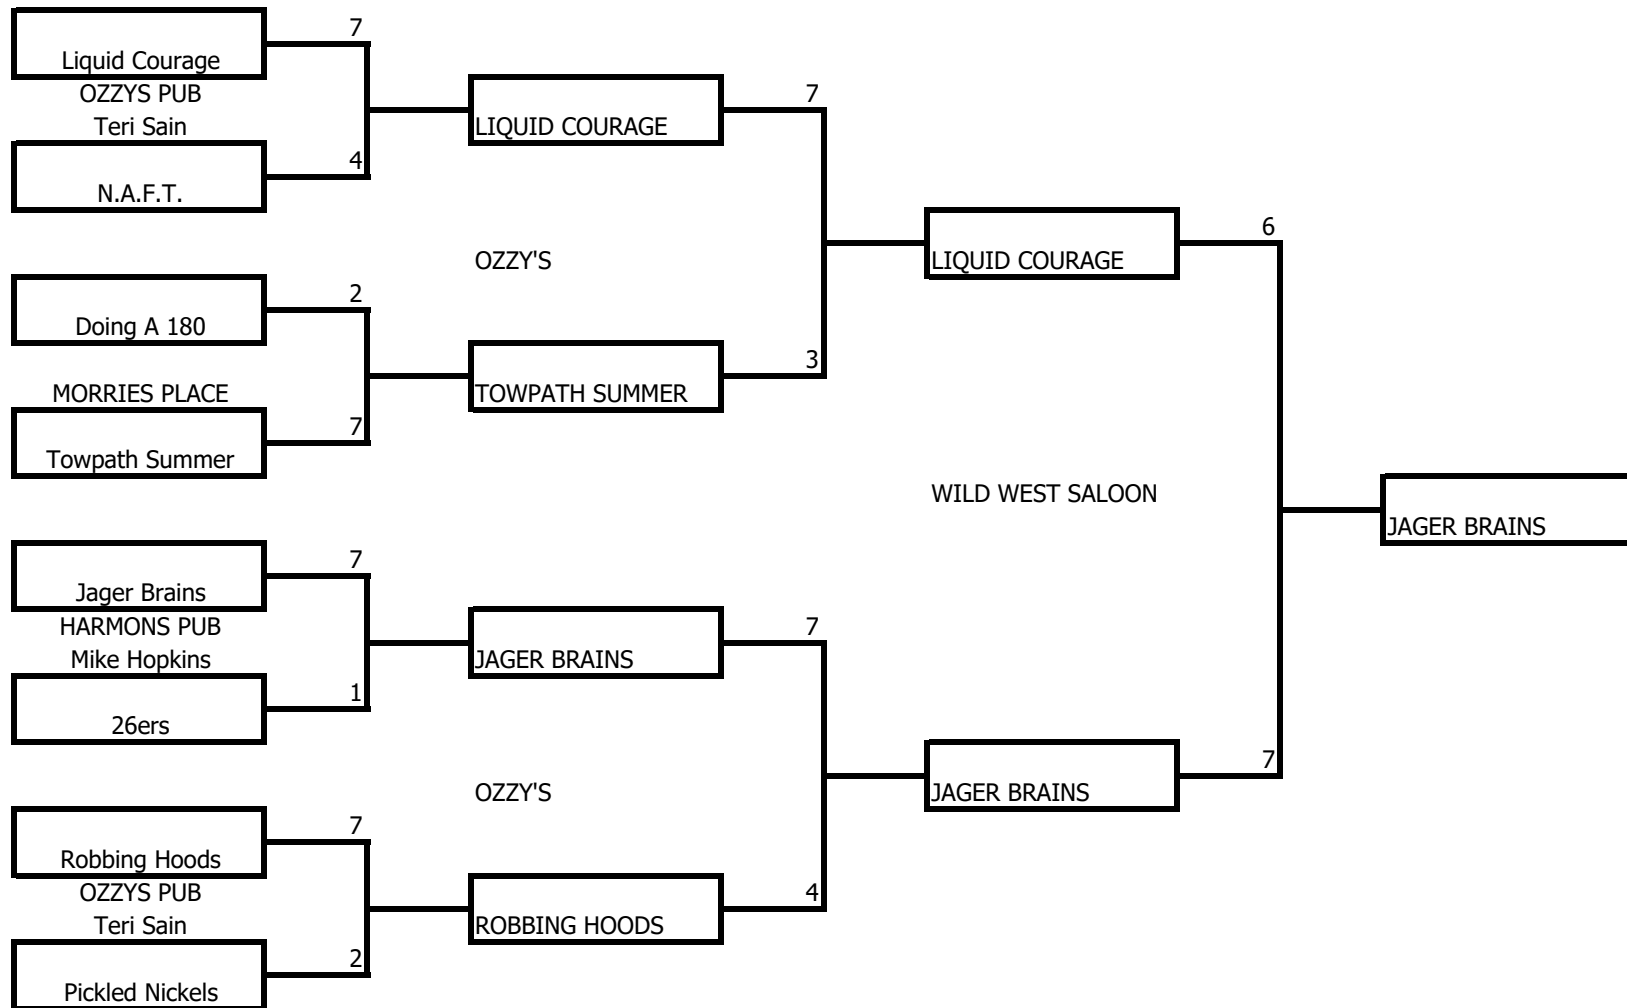 7
Liquid Courage
OZZYS PUB
Teri Sain
4
N.A.F.T.
2
Doing A 180
MORRIES PLACE
7
Towpath Summer
7
Jager Brains
HARMONS PUB
Mike Hopkins
1
26ers
7
Robbing Hoods
OZZYS PUB
Teri Sain
2
Pickled Nickels
7
LIQUID COURAGE
OZZY'S
3
TOWPATH SUMMER
7
JAGER BRAINS
OZZY'S
4
ROBBING HOODS
6
LIQUID COURAGE
WILD WEST SALOON
7
JAGER BRAINS
JAGER BRAINS